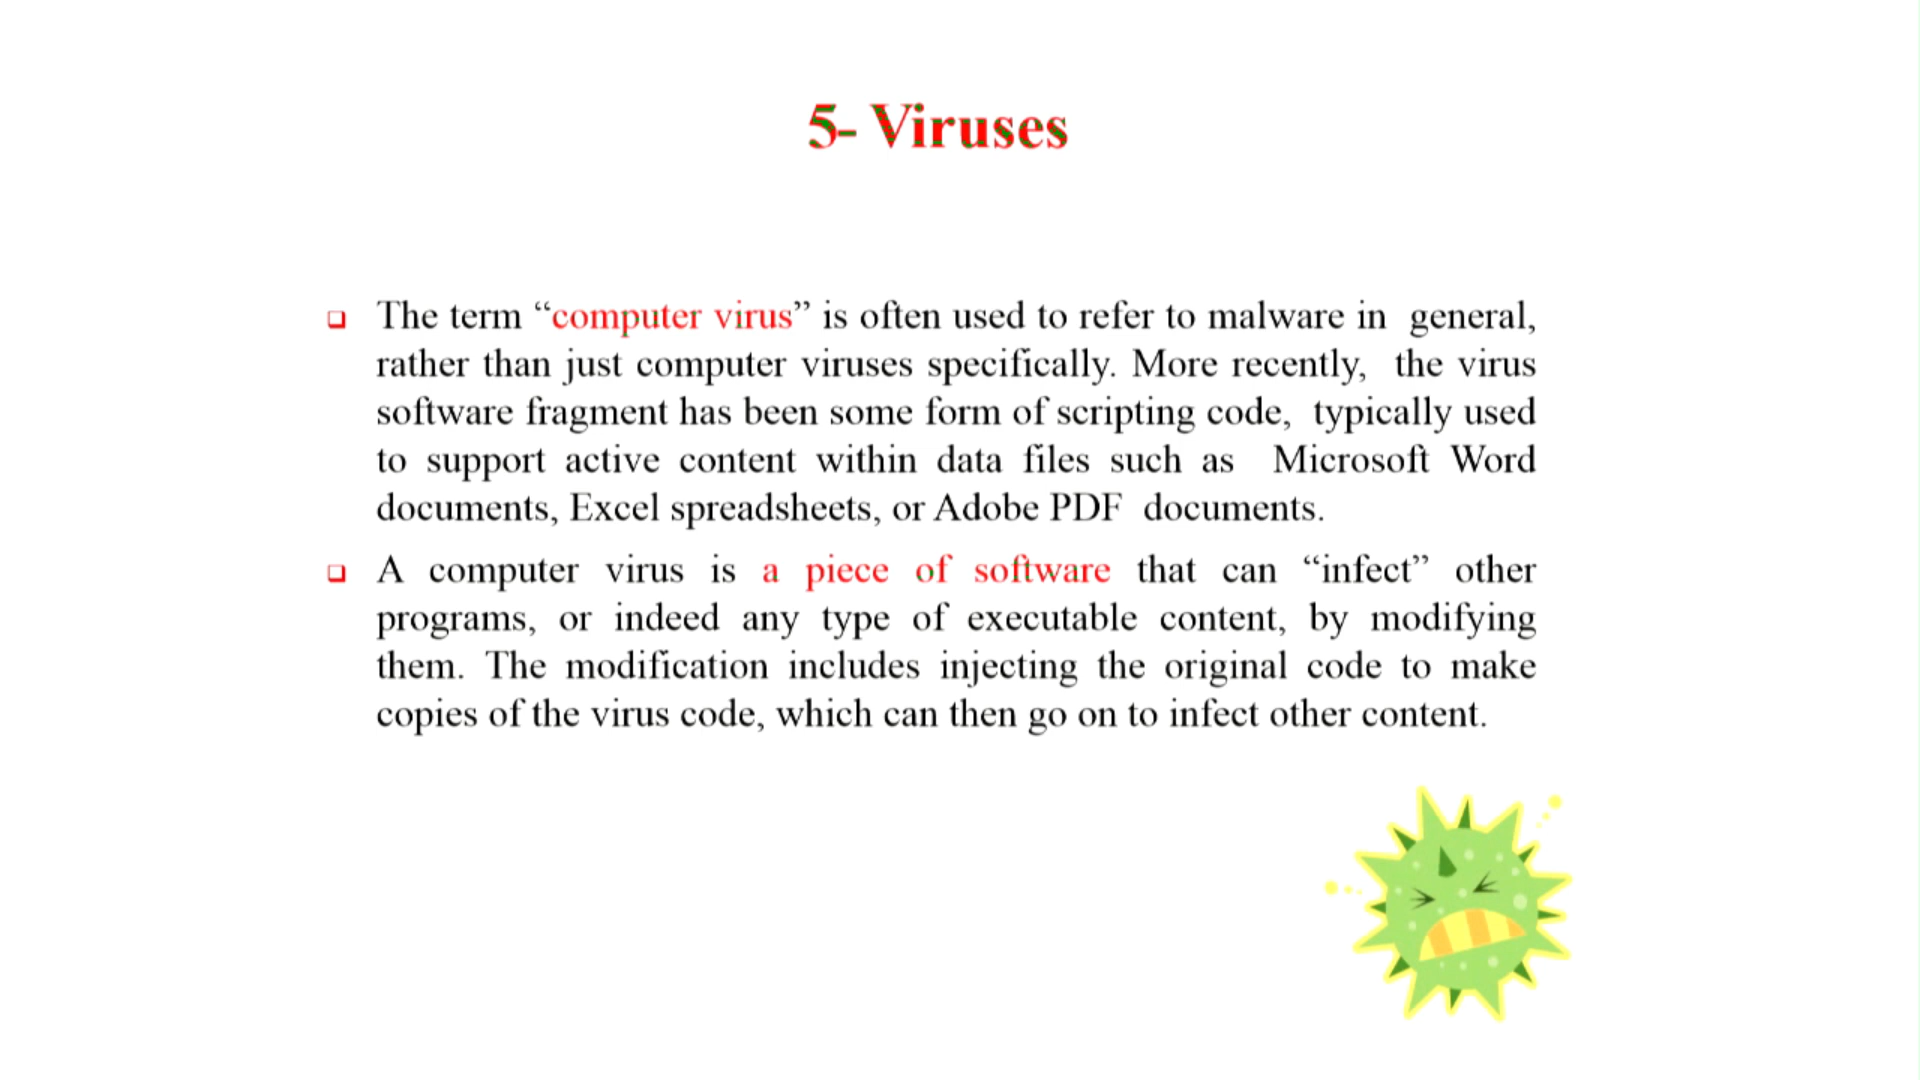 5- Viruses
❑ The term “computer virus” is often used to refer to malware in general,
rather than just computer viruses specifically. More recently, the virus
software fragment has been some form of scripting code, typically used
to support active content within data files such as Microsoft Word
documents, Excel spreadsheets, or Adobe PDF documents.
❑ A computer virus is a piece of software that can “infect” other
programs, or indeed any type of executable content, by modifying
them. The modification includes injecting the original code to make
copies of the virus code, which can then go on to infect other content.